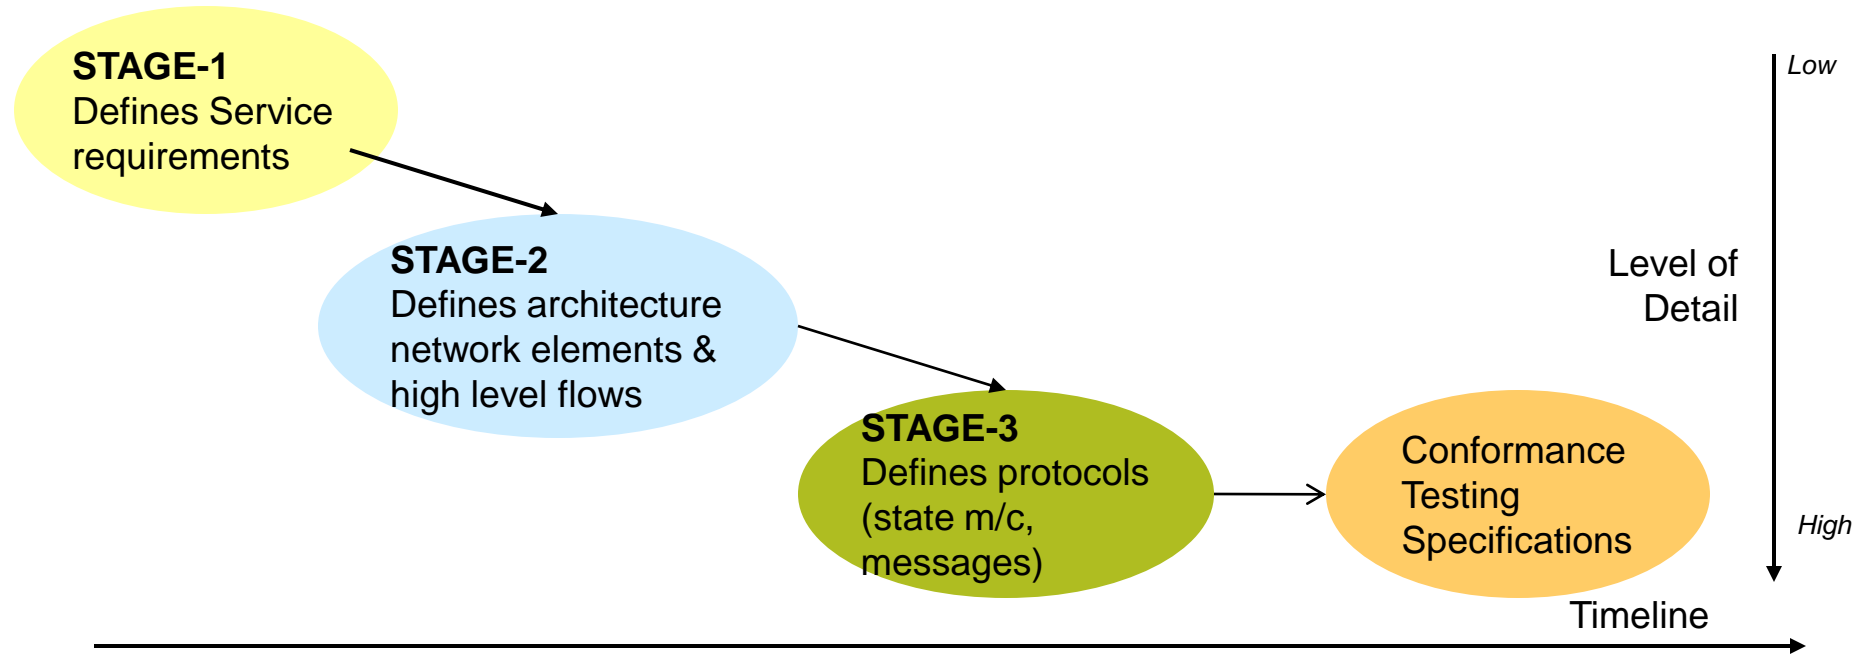 STAGE-1
Defines Service
requirements
Low
STAGE-2
Defines architecture
network elements &
high level flows
Level of
Detail
STAGE-3
Defines protocols
(state m/c,
messages)
Conformance
Testing
Specifications
High
Timeline